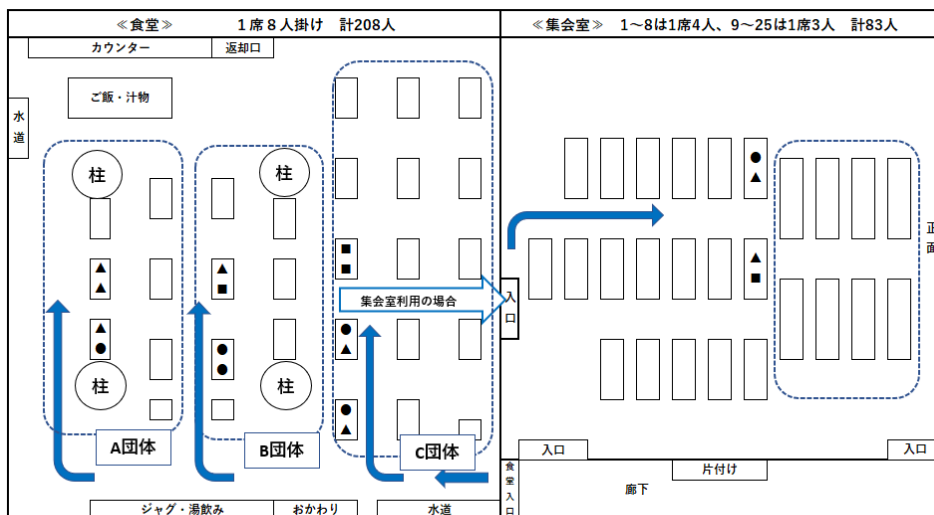 ≪食堂≫　　１席８人掛け　計208人
≪集会室≫　1～8は1席4人、9～25は1席3人　計83人
カウンター
返却口
ご飯・汁物
水道
柱
柱
柱
柱
▲▲
▲●
▲■
●●
■■
●▲
●▲
●▲
▲■
集会室利用の場合
入口
正面
A団体
B団体
C団体
入口
入口
片付け
食堂入口
廊下
ジャグ・湯飲み
おかわり
水道